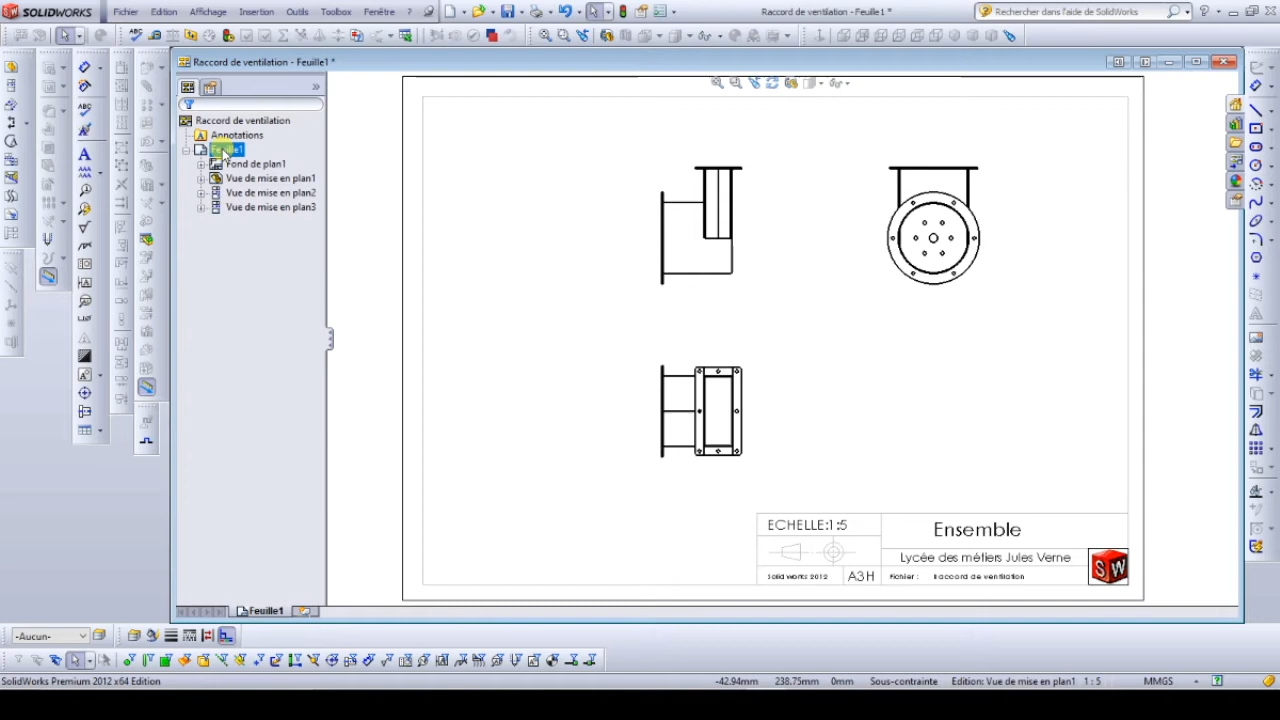 SOLIDWORKS Fichier Edition Affichage Insertion Outils Toolbox Fenêtre ? Raccord de ventilation - Feuille1 * Rechercher dans l'aide de SolidWorks
Raccord de ventilation - Feuille1 *
Raccord de ventilation
Annotations
Feuille1
Fond de plan1
Vue de mise en plan1
Vue de mise en plan2
Vue de mise en plan3
ECHELLE:1:5
Ensemble
Lycée des métiers Jules Verne
Solid works 2012
A3H
Fichier : Raccord de ventilation
SW
Feuille1
-Aucun-
SolidWorks Premium 2012 x64 Edition -42.94mm 238.75mm 0mm Sous-contrainte Edition: Vue de mise en plan1 1 : 5 MMGS